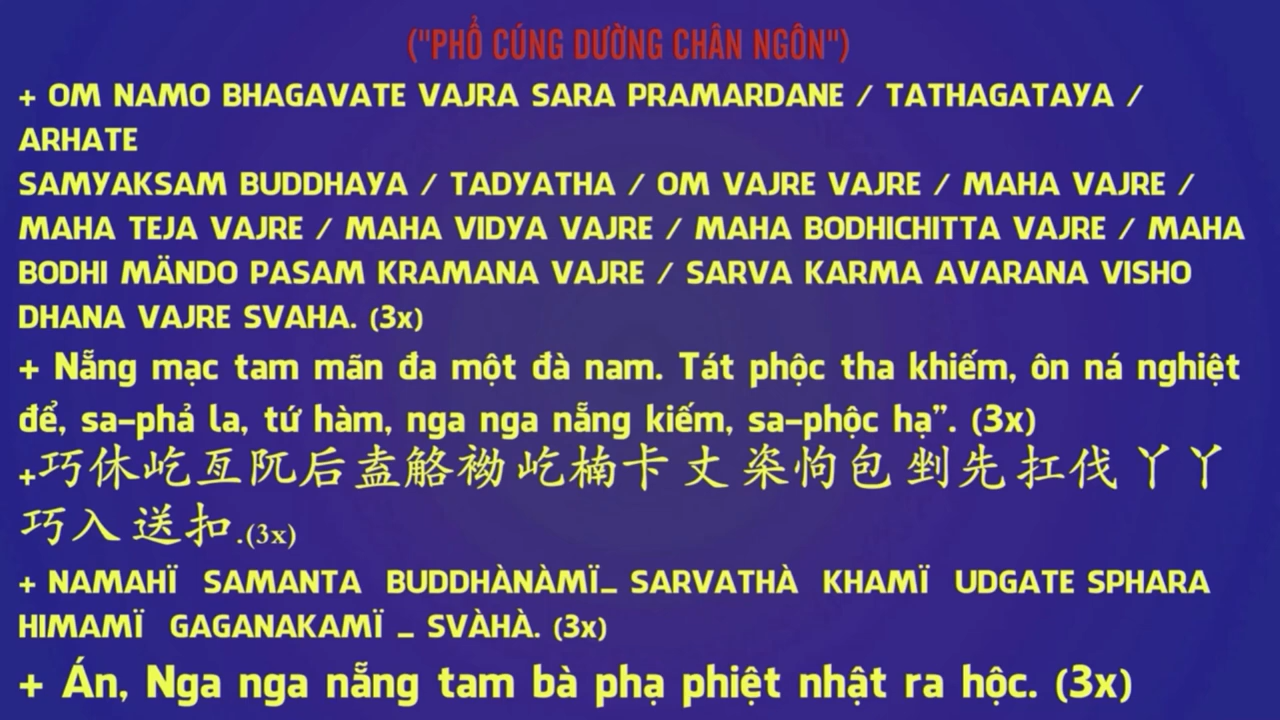 ("PHỔ CÚNG DƯỜNG CHÂN NGÔN")
+ OM NAMO BHAGAVATE VAJRA SARA PRAMARDANE / TATHAGATAYA /
ARHATE
SAMYAKSAM BUDDHAYA / TADYATHA / OM VAJRE VAJRE / MAHA VAJRE /
MAHA TEJA VAJRE / MAHA VIDYA VAJRE / MAHA BODHICHITTA VAJRE / MAHA
BODHI MÄNDO PASAM KRAMANA VAJRE / SARVA KARMA AVARANA VISHO
DHANA VAJRE SVAHA. (3x)
+ Nẵng mạc tam mãn đa một đà nam. Tát phộc tha khiếm, ôn ná nghiệt
để, sa–phả la, tứ hàm, nga nga nẵng kiếm, sa–phộc hạ”. (3x)
+巧休屹亙阢后盍觡袎 屹楠卡 丈 粢怐包 剉先 扛伐 丫丫
巧入 送扣.(3x)
+ NAMAHÏ SAMANTA BUDDHÀNÀMÏ_ SARVATHÀ KHAMÏ UDGATE SPHARA
HIMAMÏ GAGANAKAMÏ _ SVÀHÀ. (3x)
+ Án, Nga nga nẵng tam bà phạ phiệt nhật ra hộc. (3x)